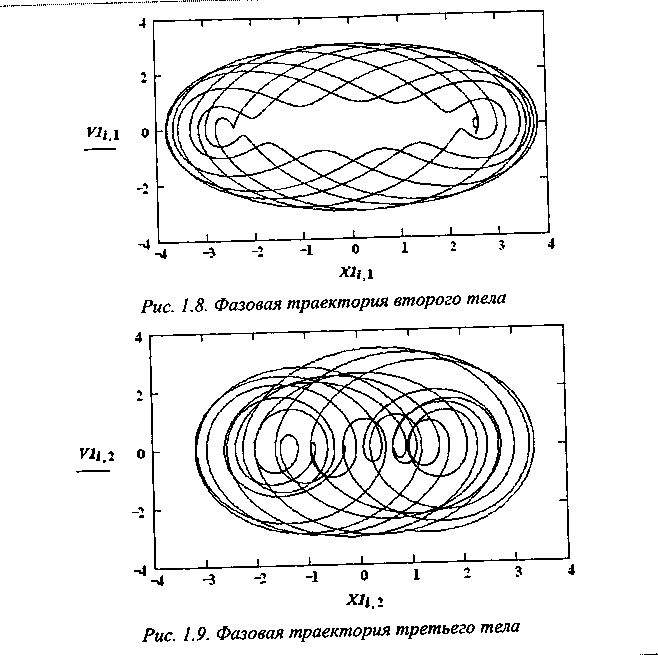 4
2
V1i,1
0
-2
-4
-4 -3 -2 -1 0 1 2 3 4
X1i,1
Рис. 1.8. Фазовая траектория второго тела
4
2
V1i,2
0
-2
-4
-4 -3 -2 -1 0 1 2 3 4
X1i,2
Рис. 1.9. Фазовая траектория третьего тела